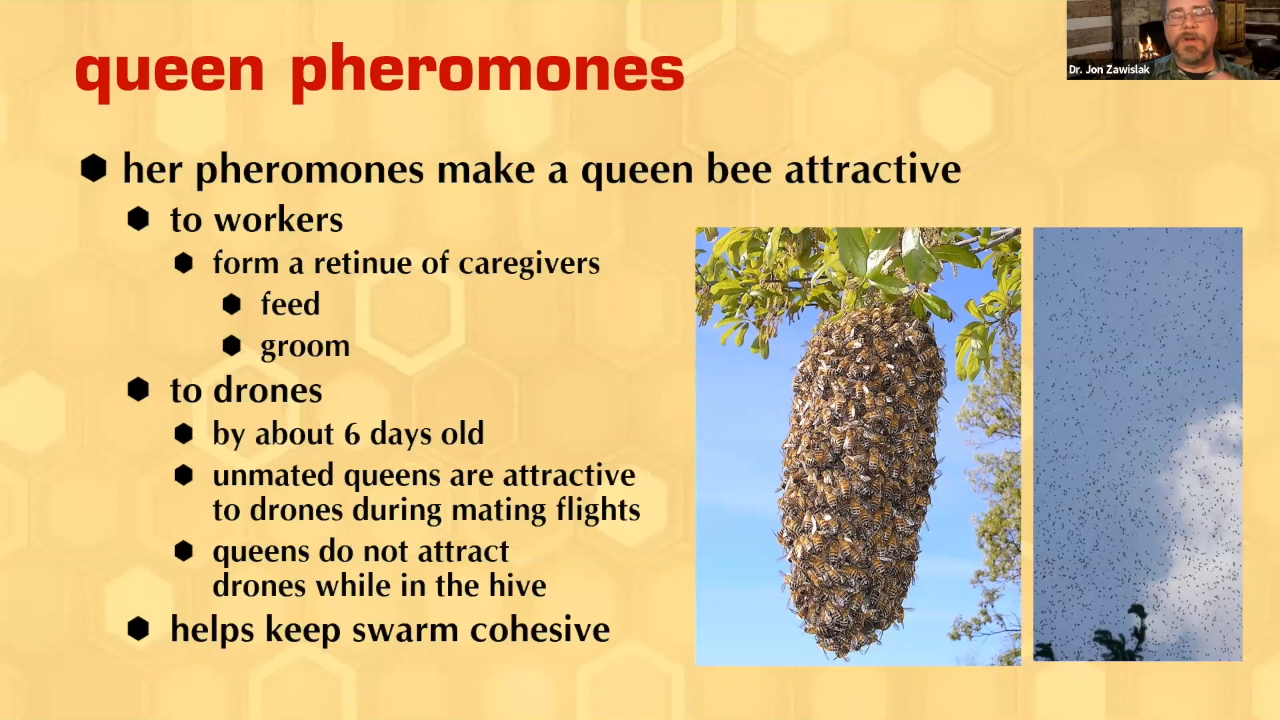 Dr. Jon Zawislak
queen pheromones
her pheromones make a queen bee attractive
to workers
form a retinue of caregivers
feed
groom
to drones
by about 6 days old
unmated queens are attractive
to drones during mating flights
queens do not attract
drones while in the hive
helps keep swarm cohesive